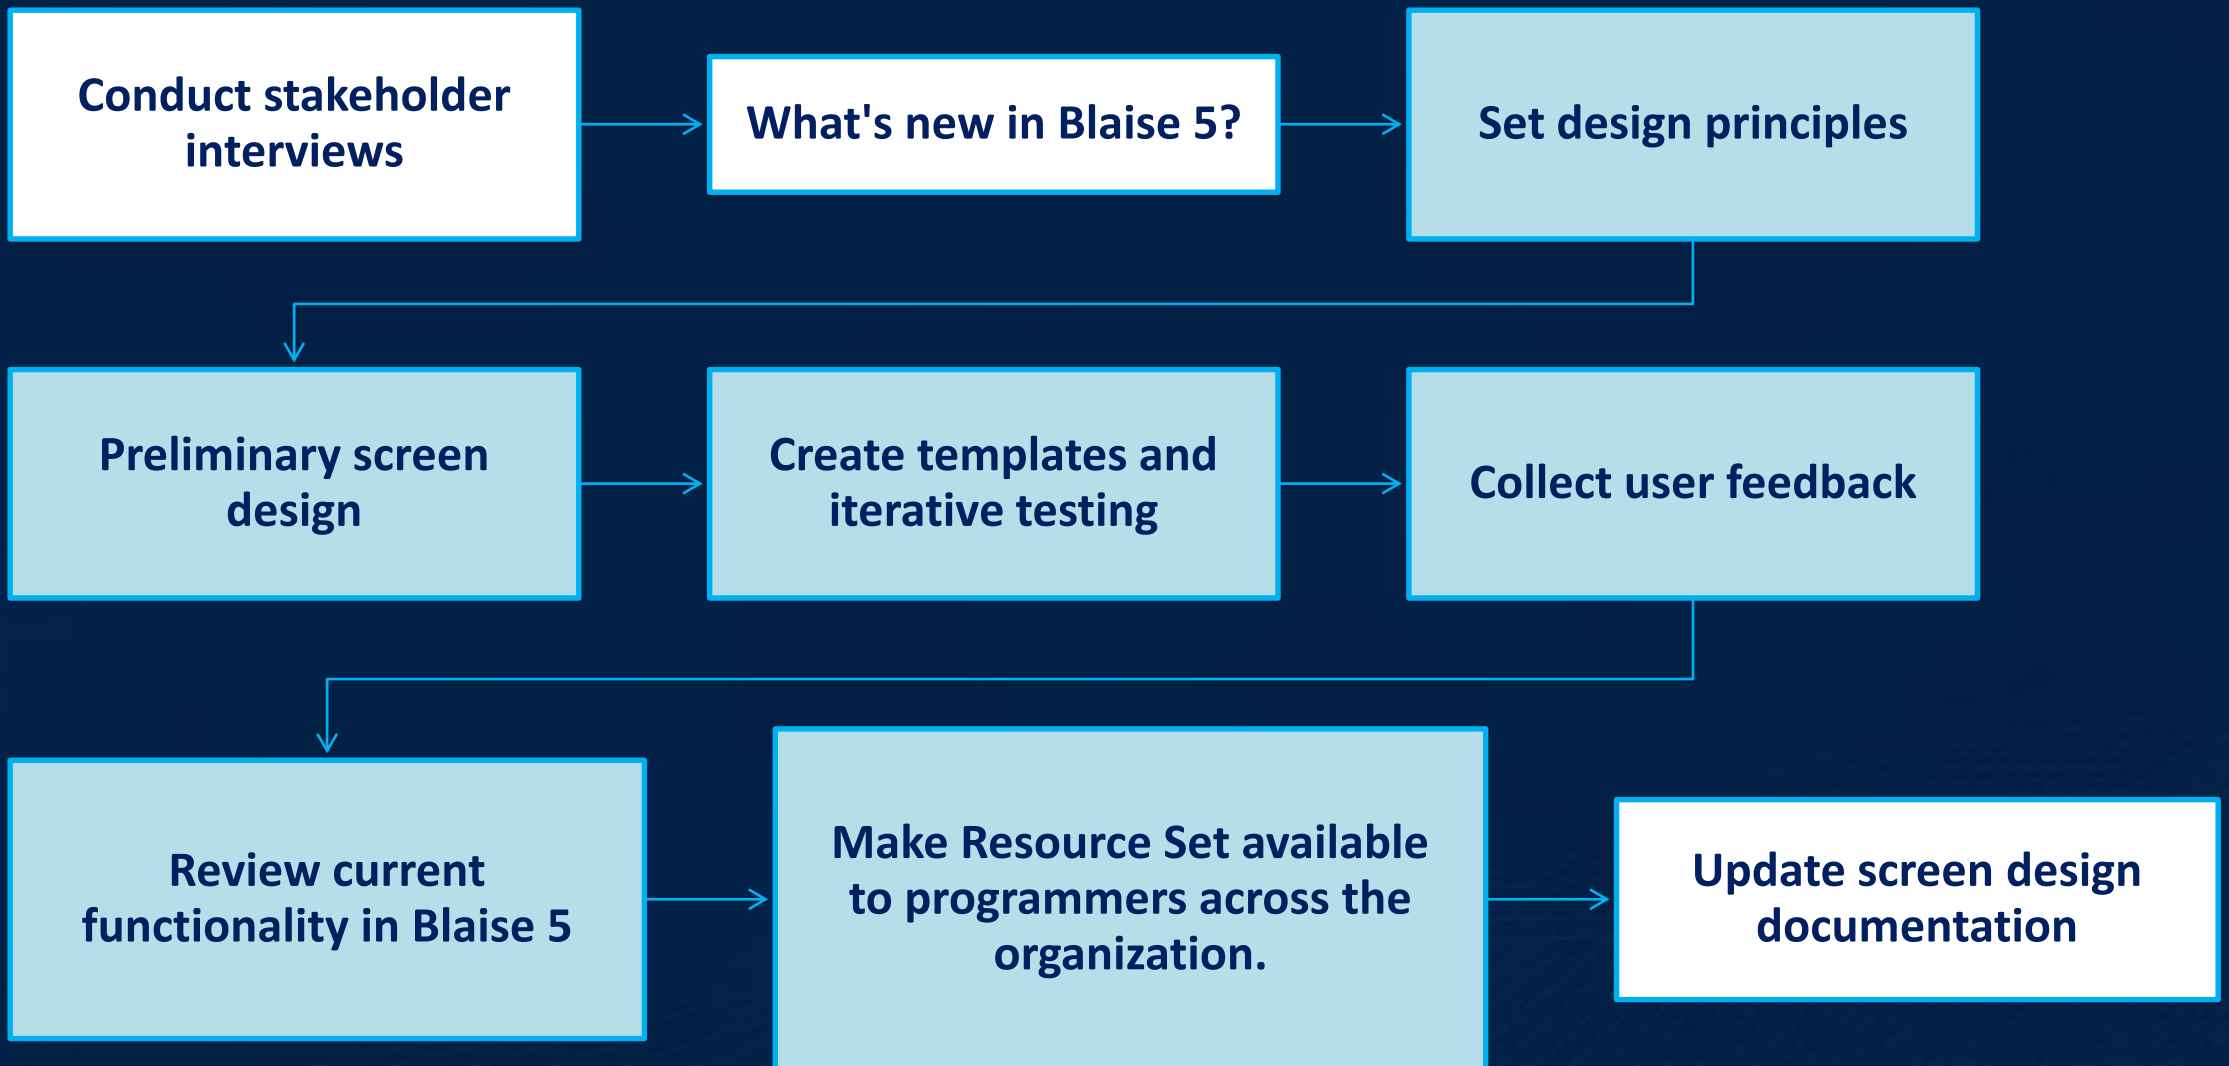 Conduct stakeholder
interviews
What's new in Blaise 5?
Set design principles
Preliminary screen
design
Create templates and
iterative testing
Collect user feedback
Review current
functionality in Blaise 5
Make Resource Set available
to programmers across the
organization.
Update screen design
documentation